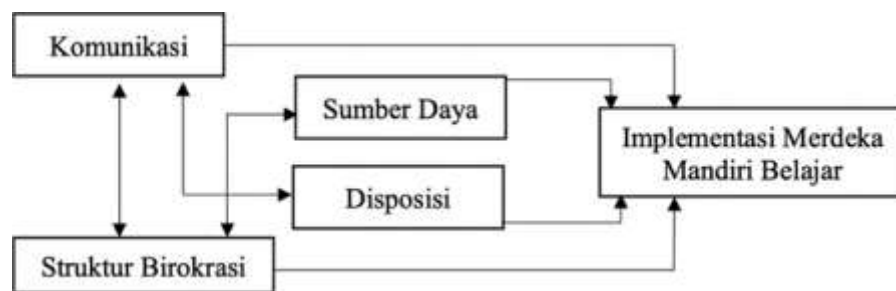 Komunikasi
Sumber Daya
Implementasi Merdeka
Mandiri Belajar
Disposisi
Struktur Birokrasi